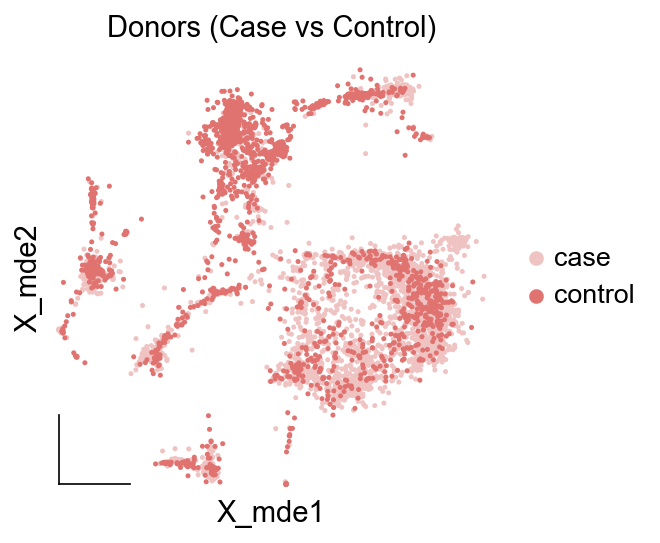 Donors (Case vs Control)
X_mde2
case
control
X_mde1